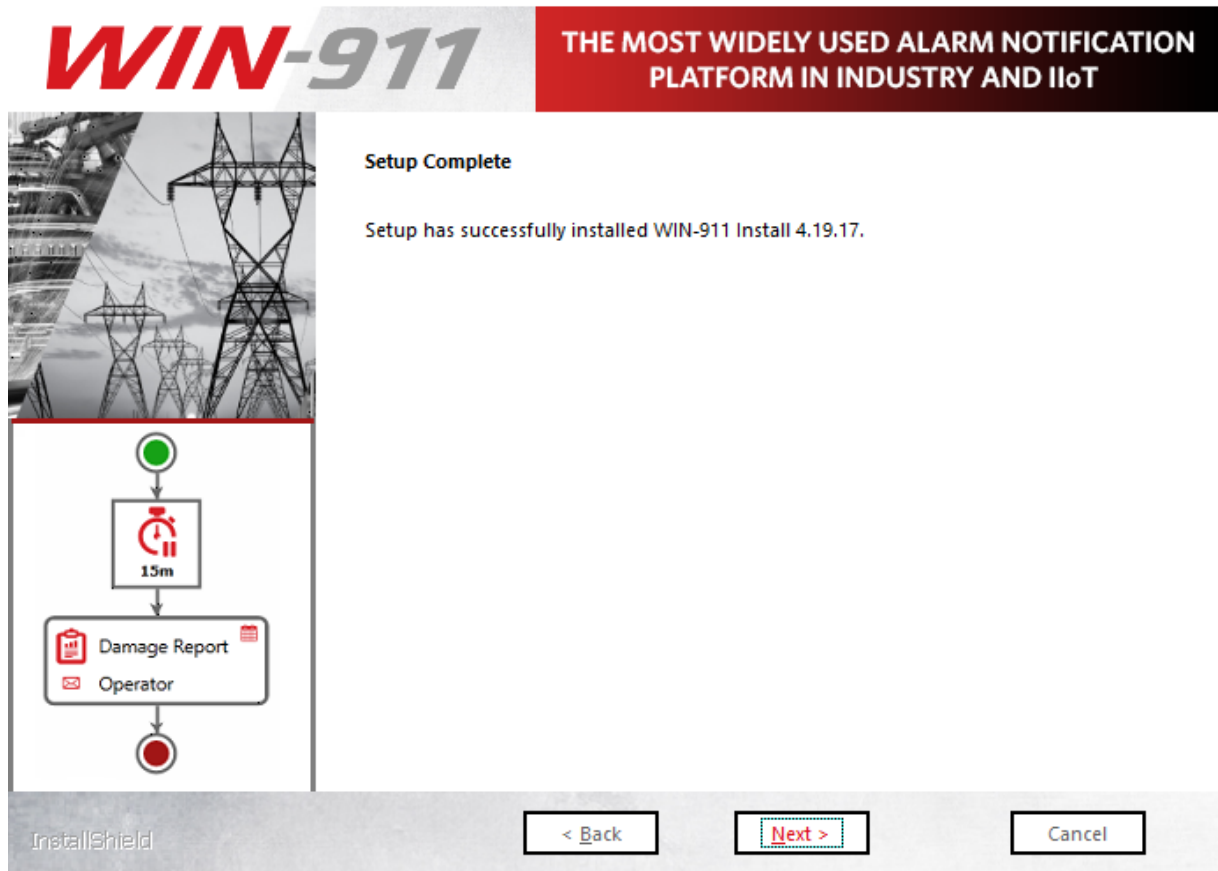 WIN-911
THE MOST WIDELY USED ALARM NOTIFICATION
PLATFORM IN INDUSTRY AND IIoT
Setup Complete
Setup has successfully installed WIN-911 Install 4.19.17.
15m
Damage Report
Operator
InstallShield
< Back
Next >
Cancel